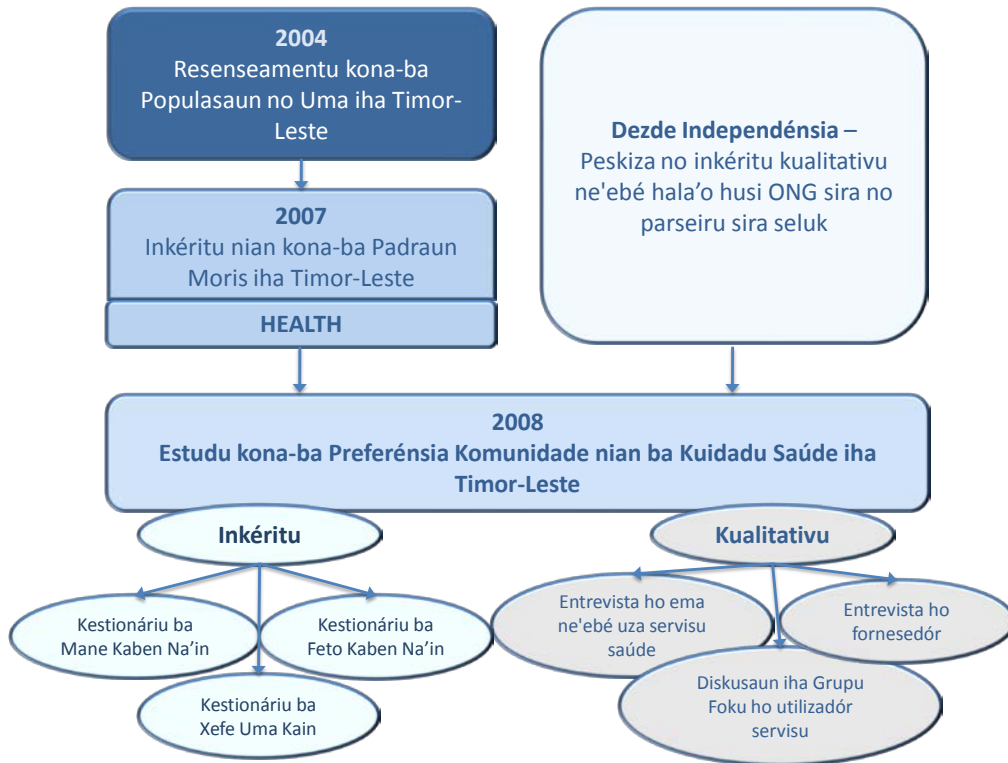 2004
Resenseamentu kona-ba
Populasaun no Uma iha Timor-
Leste
Dezde Independénsia –
Peskiza no inkéritu kualitativu
ne'ebé hala’o husi ONG sira no
parseiru sira seluk
2007
Inkéritu nian kona-ba Padraun
Moris iha Timor-Leste
HEALTH
2008
Estudu kona-ba Preferénsia Komunidade nian ba Kuidadu Saúde iha
Timor-Leste
Inkéritu
Kestionáriu ba
Mane Kaben Na’in
Kestionáriu ba
Feto Kaben Na’in
Kestionáriu ba
Xefe Uma Kain
Kualitativu
Entrevista ho ema
ne'ebé uza servisu
saúde
Entrevista ho
fornesedór
Diskusaun iha Grupu
Foku ho utilizadór
servisu